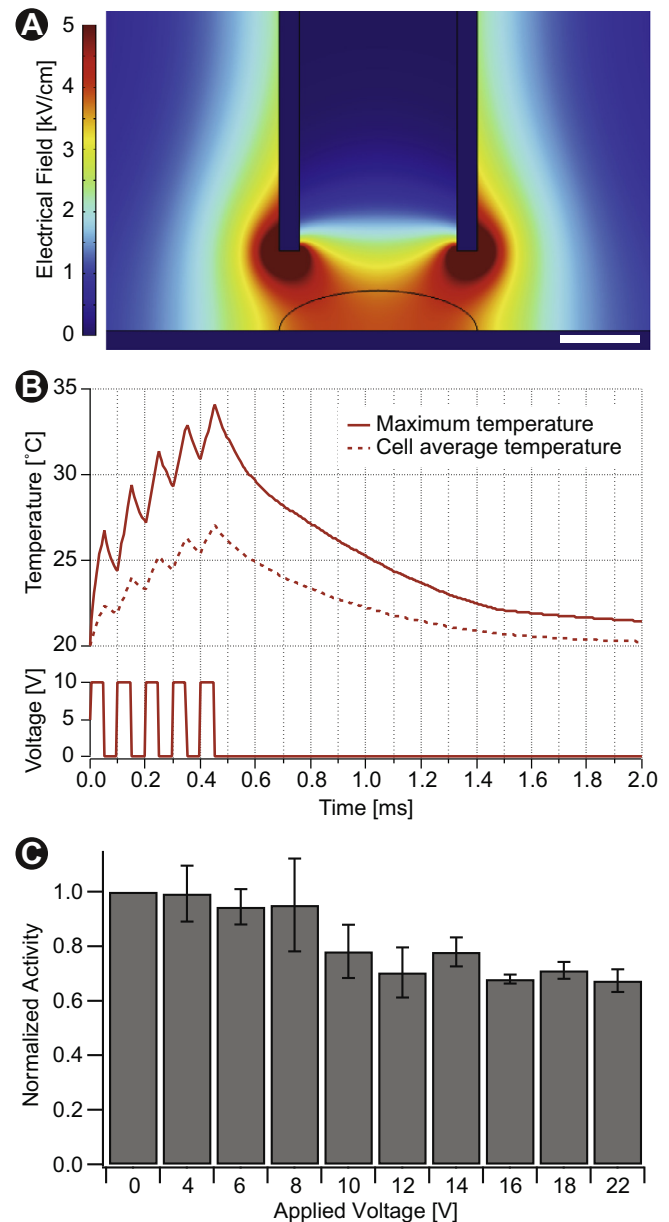 A
Electrical Field [kV/cm]
5
4
3
2
1
0
B
Temperature [˚C]
35
30
25
20
Maximum temperature
Cell average temperature
Voltage [V]
10
5
0
0.0 0.2 0.4 0.6 0.8 1.0 1.2 1.4 1.6 1.8 2.0
Time [ms]
C
Normalized Activity
1.0
0.8
0.6
0.4
0.2
0.0
0 4 6 8 10 12 14 16 18 22
Applied Voltage [V]